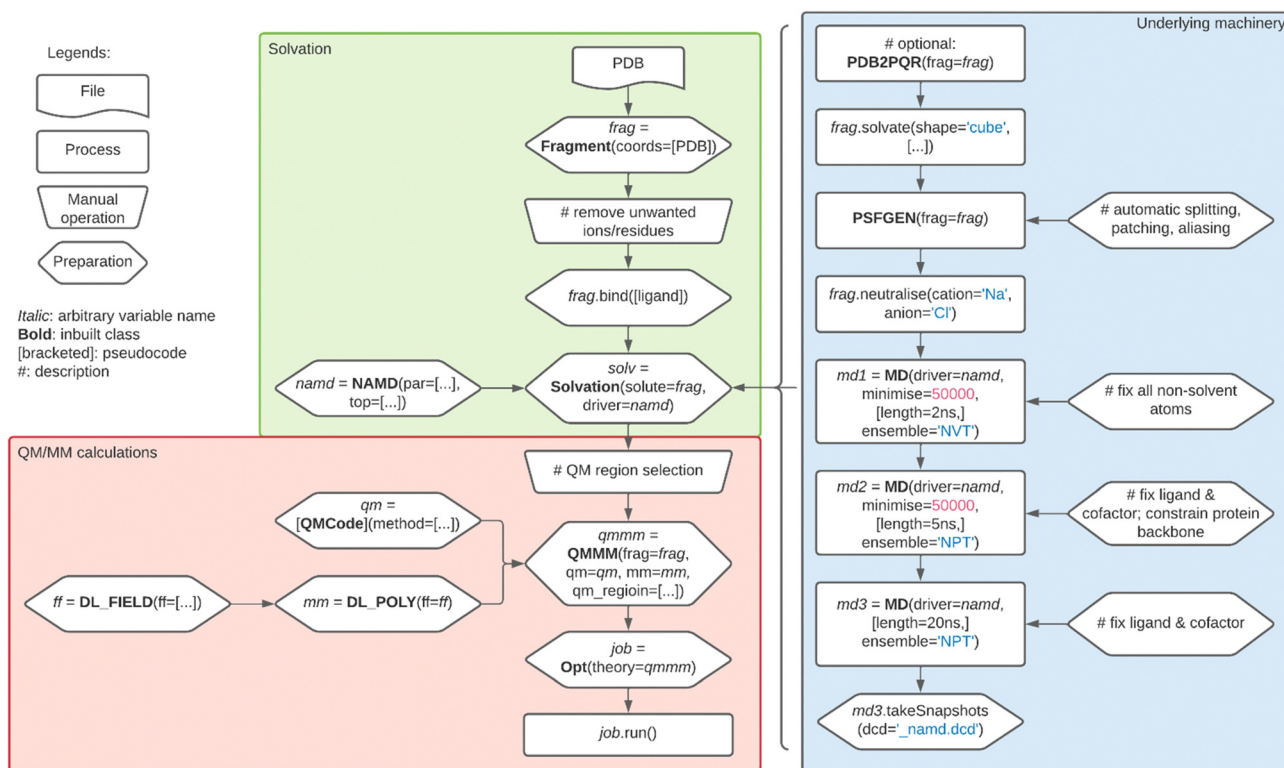 Legends:
File
Process
Manual
operation
Preparation
Italic: arbitrary variable name
Bold: inbuilt class
[bracketed]: pseudocode
#: description
Solvation
PDB
frag =
Fragment(coords=[PDB])
# remove unwanted
ions/residues
frag.bind([ligand])
namd = NAMD(par=[...],
top=[...])
solv =
Solvation(solute=frag,
driver=namd)
QM/MM calculations
# QM region selection
qm =
[QMCode](method=[...])
ff = DL_FIELD(ff=[...])
mm = DL_POLY(ff=ff)
qmmm =
QMMM(frag=frag,
qm=qm, mm=mm,
qm_regioin=[...])
job =
Opt(theory=qmmm)
job.run()
Underlying machinery
# optional:
PDB2PQR(frag=frag)
frag.solvate(shape='cube',
[...])
PSFGEN(frag=frag)
# automatic splitting,
patching, aliasing
frag.neutralise(cation='Na',
anion='Cl')
md1 = MD(driver=namd,
minimise=50000,
[length=2ns,]
ensemble='NVT')
# fix all non-solvent
atoms
md2 = MD(driver=namd,
minimise=50000,
[length=5ns,]
ensemble='NPT')
# fix ligand &
cofactor; constrain protein
backbone
md3 = MD(driver=namd,
[length=20ns,]
ensemble='NPT')
# fix ligand & cofactor
md3.takeSnapshots
(dcd='_namd.dcd')